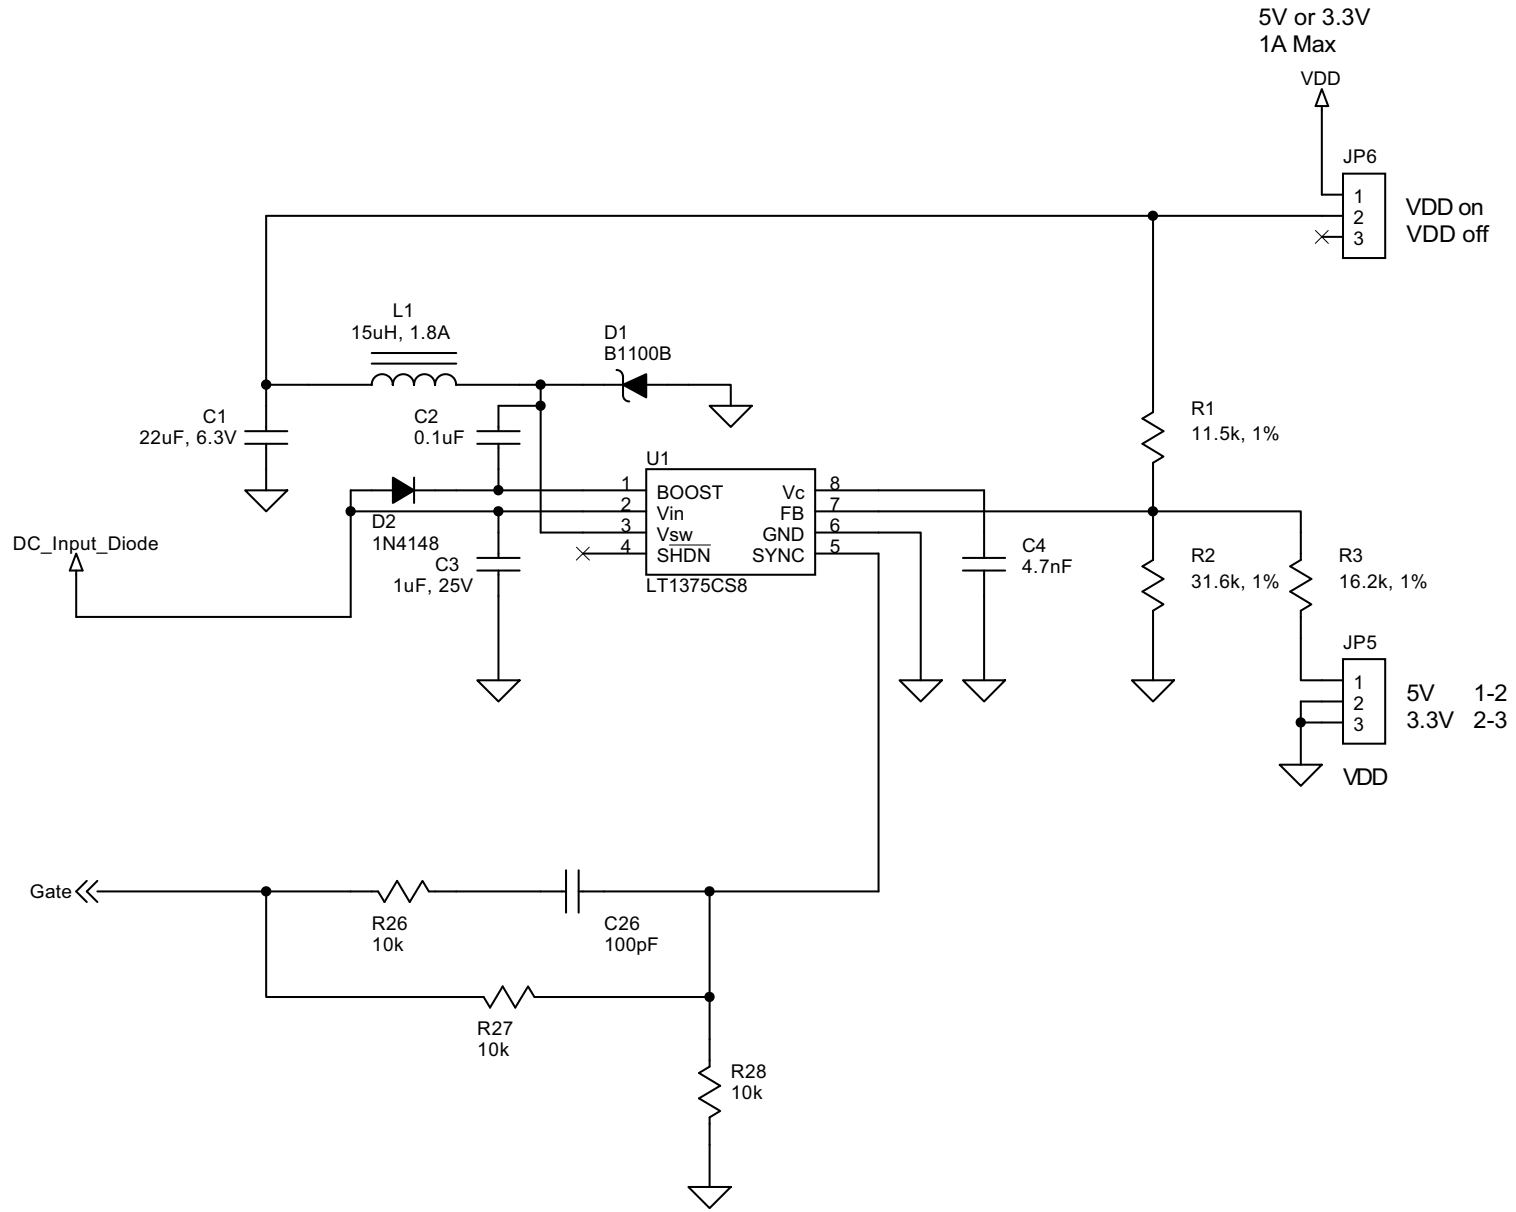 5V or 3.3V
1A Max
VDD
JP6
1
2
3
VDD on
VDD off
L1
15uH, 1.8A
D1
B1100B
C1
22uF, 6.3V
C2
0.1uF
R1
11.5k, 1%
U1
1
2
3
4
BOOST
Vin
Vsw
SHDN
Vc
FB
GND
SYNC
8
7
6
5
LT1375CS8
D2
1N4148
C3
1uF, 25V
DC_Input_Diode
C4
4.7nF
R2
31.6k, 1%
R3
16.2k, 1%
JP5
1
2
3
5V 1-2
3.3V 2-3
VDD
Gate
R26
10k
C26
100pF
R27
10k
R28
10k